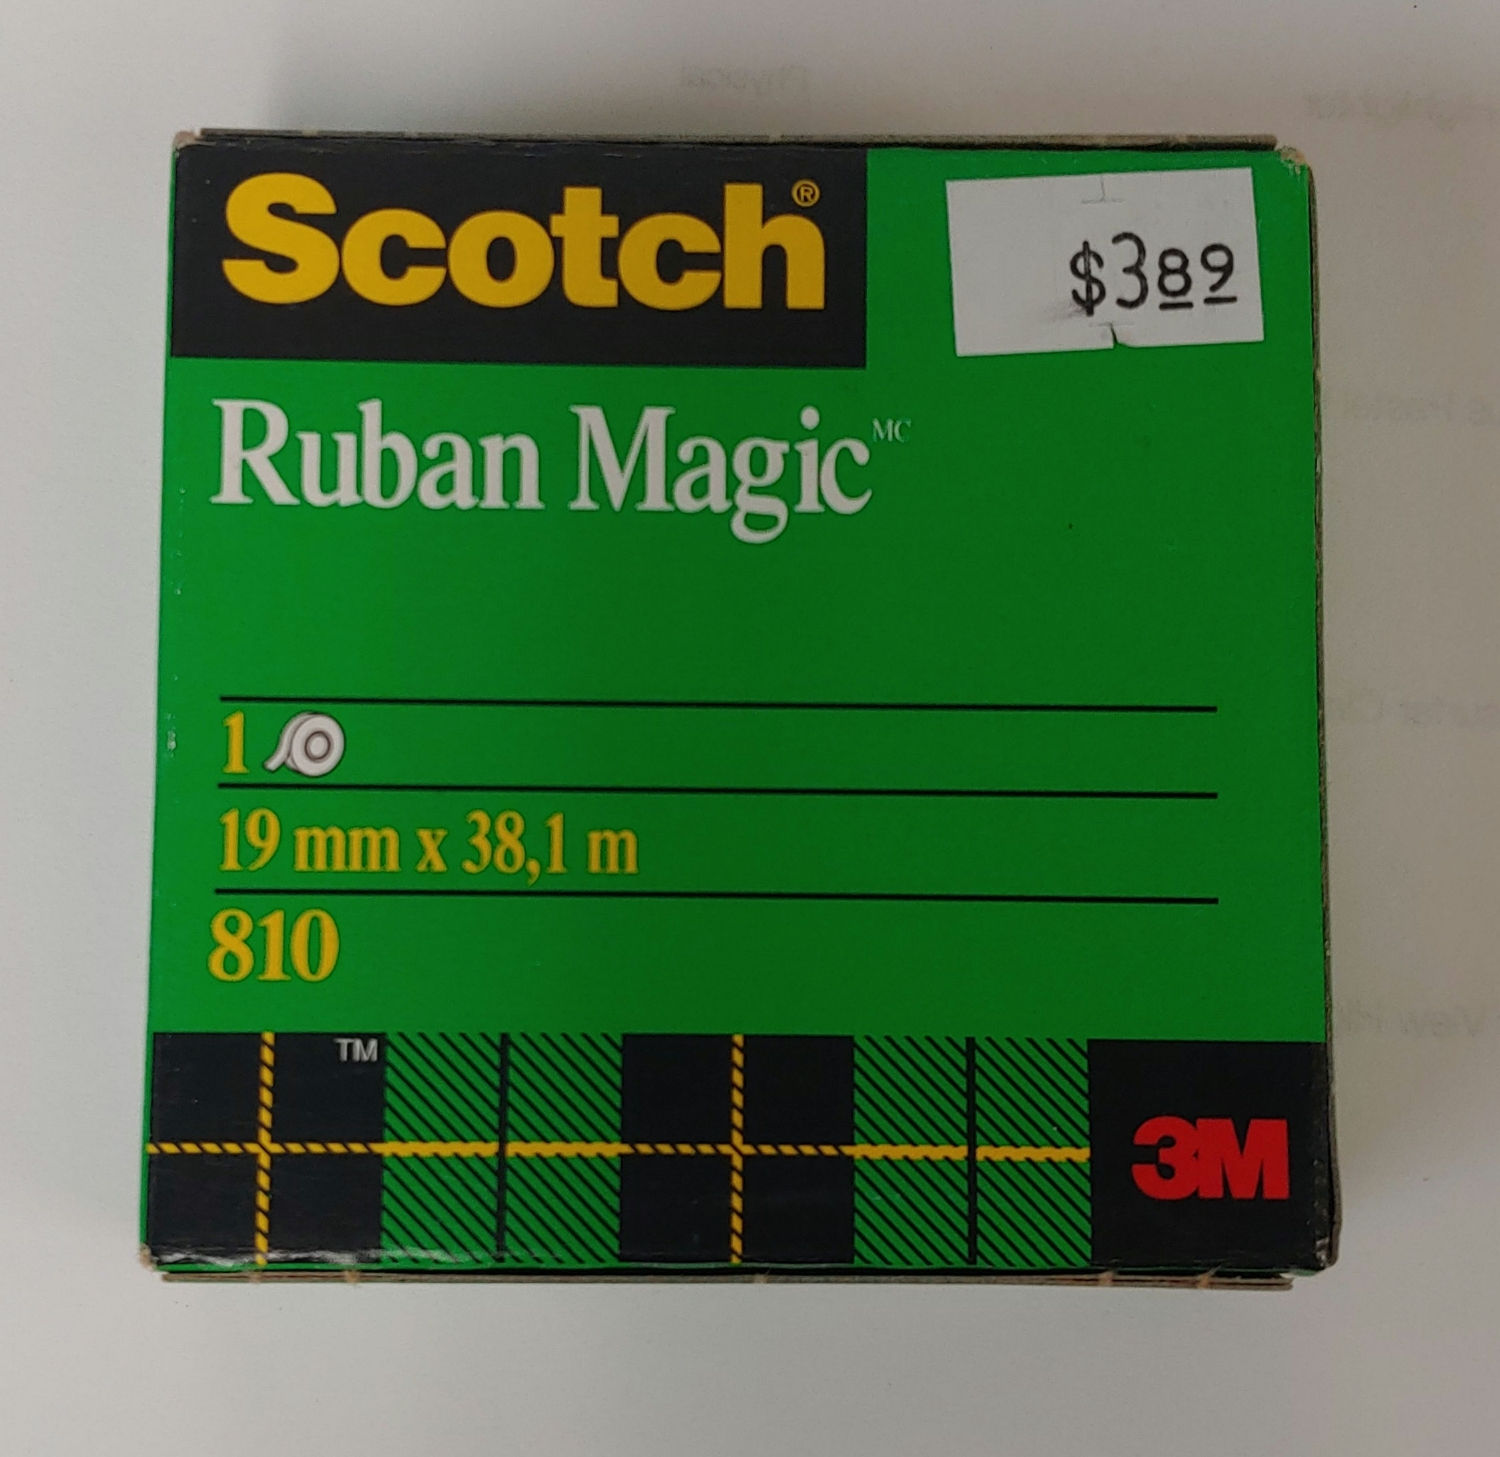 Scotch®
$3 89
Ruban Magic MC
1
19 mm x 38,1 m
810
TM
3M